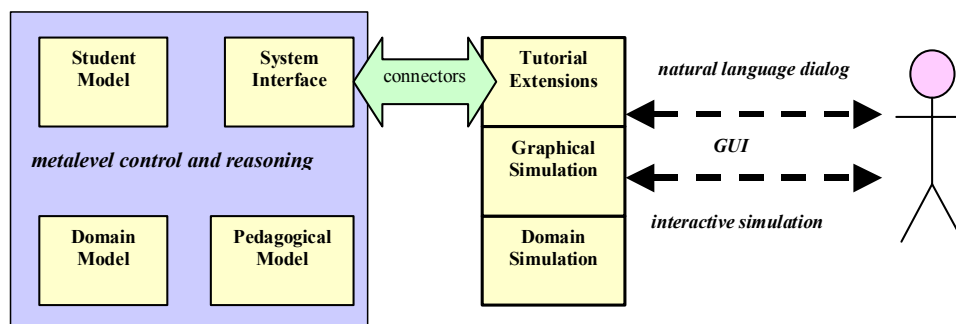 Student
Model
System
Interface
metalevel control and reasoning
Domain
Model
Pedagogical
Model
connectors
Tutorial
Extensions
Graphical
Simulation
Domain
Simulation
natural language dialog
GUI
interactive simulation